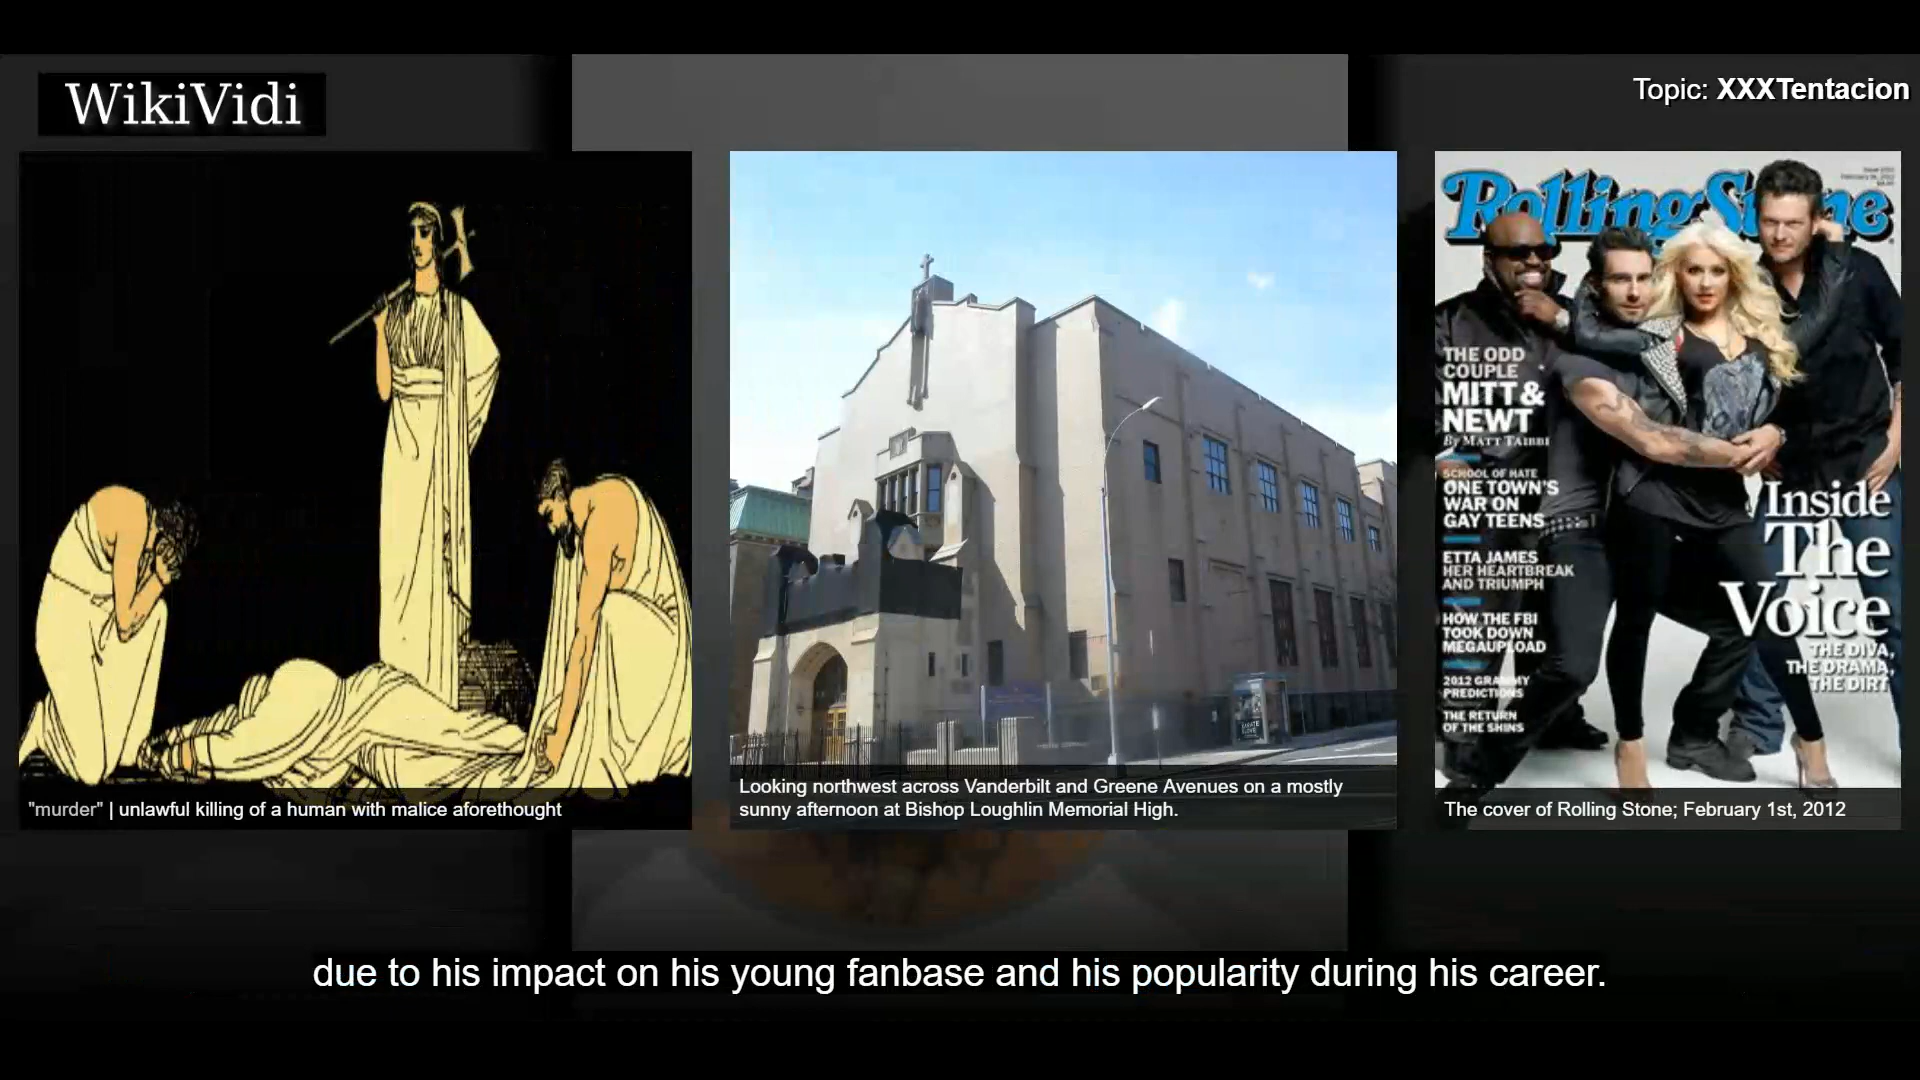 WikiVidi
Topic: XXXTentacion
"murder" | unlawful killing of a human with malice aforethought
Looking northwest across Vanderbilt and Greene Avenues on a mostly
sunny afternoon at Bishop Loughlin Memorial High.
Rolling Stone
THE ODD
COUPLE
MITT &
NEWT
By MATT TAIBBI
SCHOOL OF HATE
ONE TOWN'S
WAR ON
GAY TEENS
ETTA JAMES
HER HEARTBREAK
AND TRIUMPH
HOW THE FBI
TOOK DOWN
MEGAUPLOAD
2012 GRAMMY
PREDICTIONS
THE RETURN
OF THE SHINS
Inside
The
Voice
THE DIVA,
THE DRAMA,
THE DIRT
The cover of Rolling Stone; February 1st, 2012
due to his impact on his young fanbase and his popularity during his career.